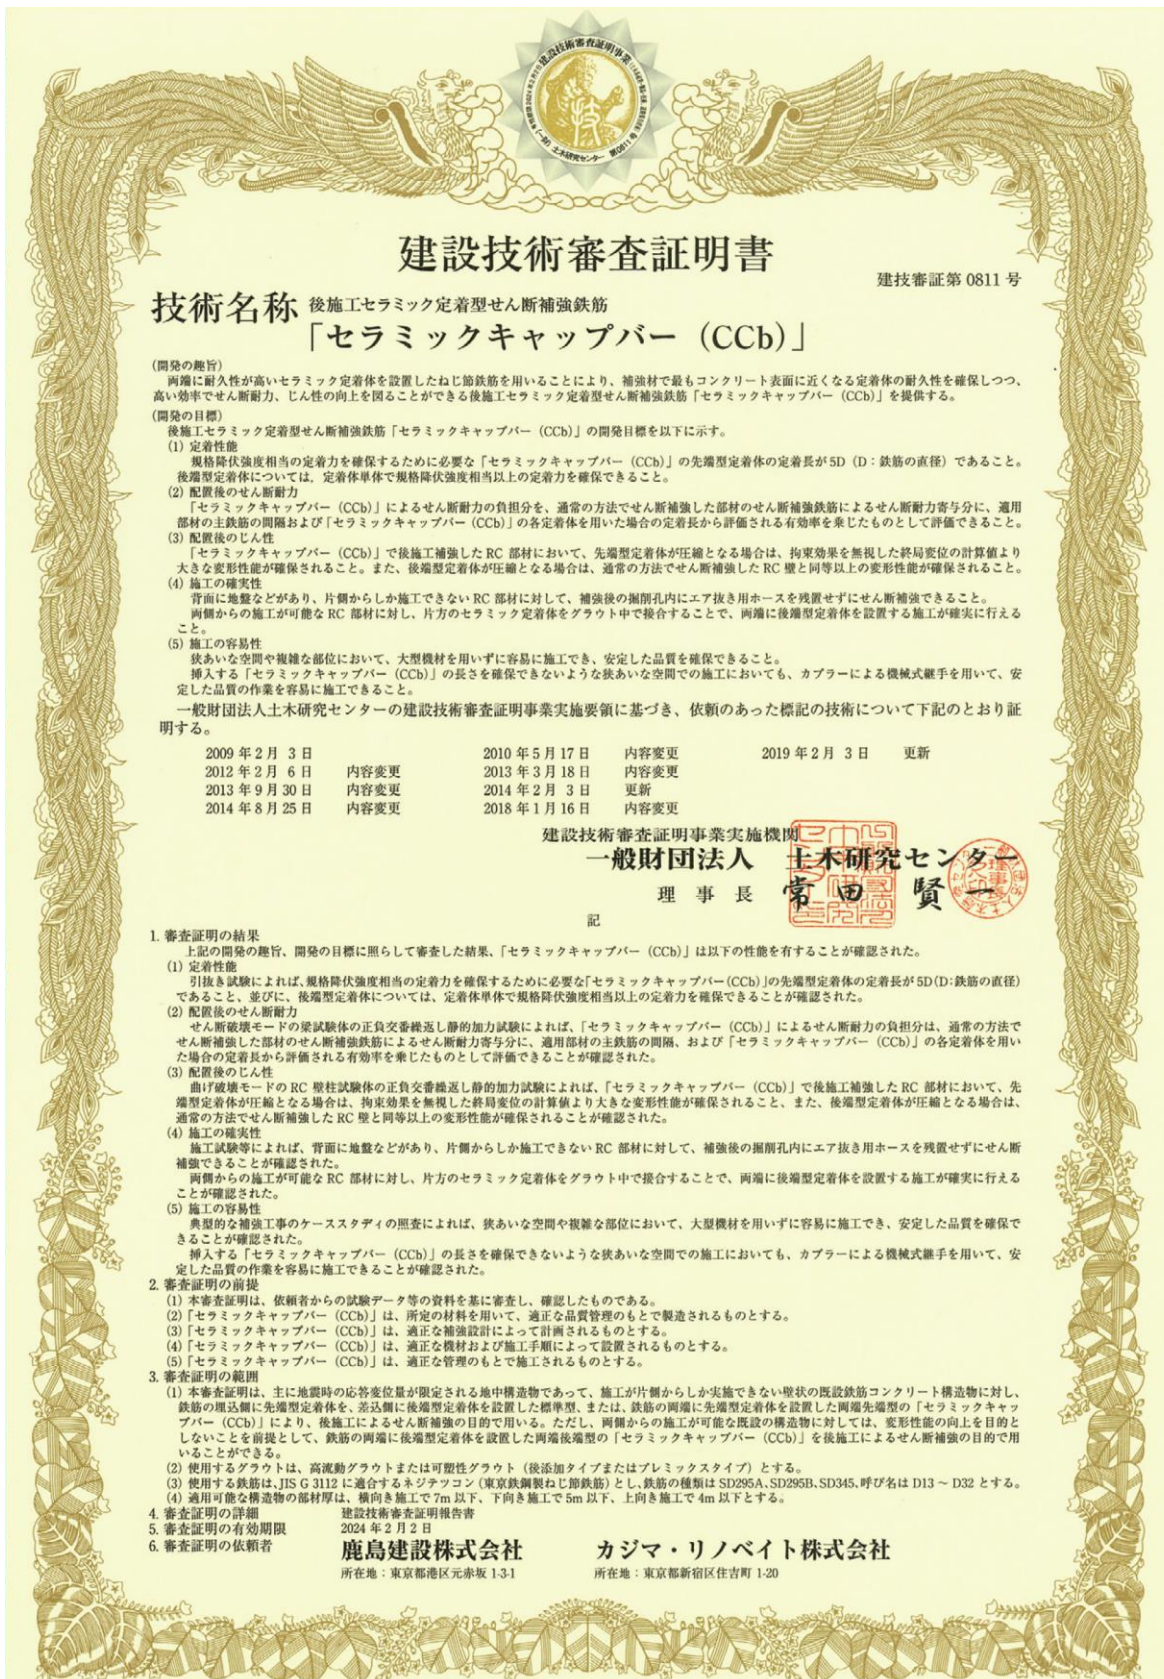 建設技術審査証明事業
建設技術審査証明書
建技審証第 0811 号
技術名称 後施工セラミック定着型せん断補強鉄筋
「セラミックキャップバー（CCb）」
(開発の趣旨)
両端に耐久性が高いセラミック定着体を設置したねじ節鉄筋を用いることにより、補強材で最もコンクリート表面に近くなる定着体の耐久性を確保しつつ、
高い効率でせん断耐力、じん性の向上を図ることができる後施工セラミック定着型せん断補強鉄筋「セラミックキャップバー（CCb）」を提供する。
(開発の目標)
後施工セラミック定着型せん断補強鉄筋「セラミックキャップバー（CCb）」の開発目標を以下に示す。
(1) 定着性能
規格降伏強度相当の定着力を確保するために必要な「セラミックキャップバー（CCb）」の先端型定着体の定着長が 5D（D：鉄筋の直径）であること。
後端型定着体については、定着体単体で規格降伏強度相当以上の定着力を確保できること。
(2) 配置後のせん断耐力
「セラミックキャップバー（CCb）」によるせん断耐力の負担分を、通常の方法でせん断補強した部材のせん断補強鉄筋によるせん断耐力寄与分に、適用
部材の主鉄筋の間隔および「セラミックキャップバー（CCb）」の各定着体を用いた場合の定着長から評価される有効率を乗じたものとして評価できること。
(3) 配置後のじん性
「セラミックキャップバー（CCb）」で後施工補強した RC 部材において、先端型定着体が圧縮となる場合は、拘束効果を無視した終局変位の計算値より
大きな変形性能が確保されること。また、後端型定着体が圧縮となる場合は、通常の方法でせん断補強した RC 壁と同等以上の変形性能が確保されること。
(4) 施工の確実性
背面に地盤などがあり、片側からしか施工できない RC 部材に対して、補強後の掘削孔内にエア抜き用ホースを残置せずにせん断補強できること。
両側からの施工が可能な RC 部材に対し、片方のセラミック定着体をグラウト中で接合することで、両端に後端型定着体を設置する施工が確実に行える
こと。
(5) 施工の容易性
狭あいな空間や複雑な部位において、大型機材を用いずに容易に施工でき、安定した品質を確保できること。
挿入する「セラミックキャップバー（CCb）」の長さを確保できないような狭あいな空間での施工においても、カプラーによる機械式継手を用いて、安
定した品質の作業を容易に施工できること。
一般財団法人土木研究センターの建設技術審査証明事業実施要領に基づき、依頼のあった標記の技術について下記のとおり証
明する。
2009 年 2 月 3 日 2010 年 5 月 17 日 内容変更 2019 年 2 月 3 日 更新
2012 年 2 月 6 日 内容変更 2013 年 3 月 18 日 内容変更
2013 年 9 月 30 日 内容変更 2014 年 2 月 3 日 更新
2014 年 8 月 25 日 内容変更 2018 年 1 月 16 日 内容変更
建設技術審査証明事業実施機関
一般財団法人 土木研究センター
理事長 常田 賢一
記
1. 審査証明の結果
上記の開発の趣旨、開発の目標に照らして審査した結果、「セラミックキャップバー（CCb）」は以下の性能を有することが確認された。
(1) 定着性能
引抜き試験によれば、規格降伏強度相当の定着力を確保するために必要な「セラミックキャップバー（CCb）」の先端型定着体の定着長が 5D（D：鉄筋の直径）
であること、並びに、後端型定着体については、定着体単体で規格降伏強度相当以上の定着力を確保できることが確認された。
(2) 配置後のせん断耐力
せん断破壊モードの梁試験体の正負交番繰返し静的加力試験によれば、「セラミックキャップバー（CCb）」によるせん断耐力の負担分は、通常の方法で
せん断補強した部材のせん断補強鉄筋によるせん断耐力寄与分に、適用部材の主鉄筋の間隔、および「セラミックキャップバー（CCb）」の各定着体を用い
た場合の定着長から評価される有効率を乗じたものとして評価できることが確認された。
(3) 配置後のじん性
曲げ破壊モードの RC 壁柱試験体の正負交番繰返し静的加力試験によれば、「セラミックキャップバー（CCb）」で後施工補強した RC 部材において、先
端型定着体が圧縮となる場合は、拘束効果を無視した終局変位の計算値より大きな変形性能が確保されること、また、後端型定着体が圧縮となる場合は、
通常の方法でせん断補強した RC 壁と同等以上の変形性能が確保されることが確認された。
(4) 施工の確実性
施工試験等によれば、背面に地盤などがあり、片側からしか施工できない RC 部材に対して、補強後の掘削孔内にエア抜き用ホースを残置せずにせん断
補強できることが確認された。
両側からの施工が可能な RC 部材に対し、片方のセラミック定着体をグラウト中で接合することで、両端に後端型定着体を設置する施工が確実に行える
ことが確認された。
(5) 施工の容易性
典型的な補強工事のケーススタディの照査によれば、狭あいな空間や複雑な部位において、大型機材を用いずに容易に施工でき、安定した品質を確保で
きることが確認された。
挿入する「セラミックキャップバー（CCb）」の長さを確保できないような狭あいな空間での施工においても、カプラーによる機械式継手を用いて、安
定した品質の作業を容易に施工できることが確認された。
2. 審査証明の前提
(1) 本審査証明は、依頼者からの試験データ等の資料を基に審査し、確認したものである。
(2)「セラミックキャップバー（CCb）」は、所定の材料を用いて、適正な品質管理のもとで製造されるものとする。
(3)「セラミックキャップバー（CCb）」は、適正な補強設計によって計画されるものとする。
(4)「セラミックキャップバー（CCb）」は、適正な機材および施工手順によって設置されるものとする。
(5)「セラミックキャップバー（CCb）」は、適正な管理のもとで施工されるものとする。
3. 審査証明の範囲
(1) 本審査証明は、主に地震時の応答変位量が限定される地中構造物であって、施工が片側からしか実施できない壁状の既設鉄筋コンクリート構造物に対し、
鉄筋の埋込側に先端型定着体を、差込側に後端型定着体を設置した標準型、または、鉄筋の両端に先端型定着体を設置した両端先端型の「セラミックキャッ
プバー（CCb）」により、後施工によるせん断補強の目的で用いる。ただし、両側からの施工が可能な既設の構造物に対しては、変形性能の向上を目的と
しないことを前提として、鉄筋の両端に後端型定着体を設置した両端後端型の「セラミックキャップバー（CCb）」を後施工によるせん断補強の目的で用
いることができる。
(2) 使用するグラウトは、高流動グラウトまたは可塑性グラウト（後添加タイプまたはプレミックスタイプ）とする。
(3) 使用する鉄筋は、JIS G 3112 に適合するネジテツコン（東京鉄鋼製ねじ節鉄筋）とし、鉄筋の種類は SD295A、SD295B、SD345、呼び名は D13 ～ D32 とする。
(4) 適用可能な構造物の部材厚は、横向き施工で 7m 以下、下向き施工で 5m 以下、上向き施工で 4m 以下とする。
4. 審査証明の詳細 建設技術審査証明報告書
5. 審査証明の有効期限 2024 年 2 月 2 日
6. 審査証明の依頼者 鹿島建設株式会社 カジマ・リノベイト株式会社
所在地：東京都港区元赤坂 1-3-1 所在地：東京都新宿区住吉町 1-20